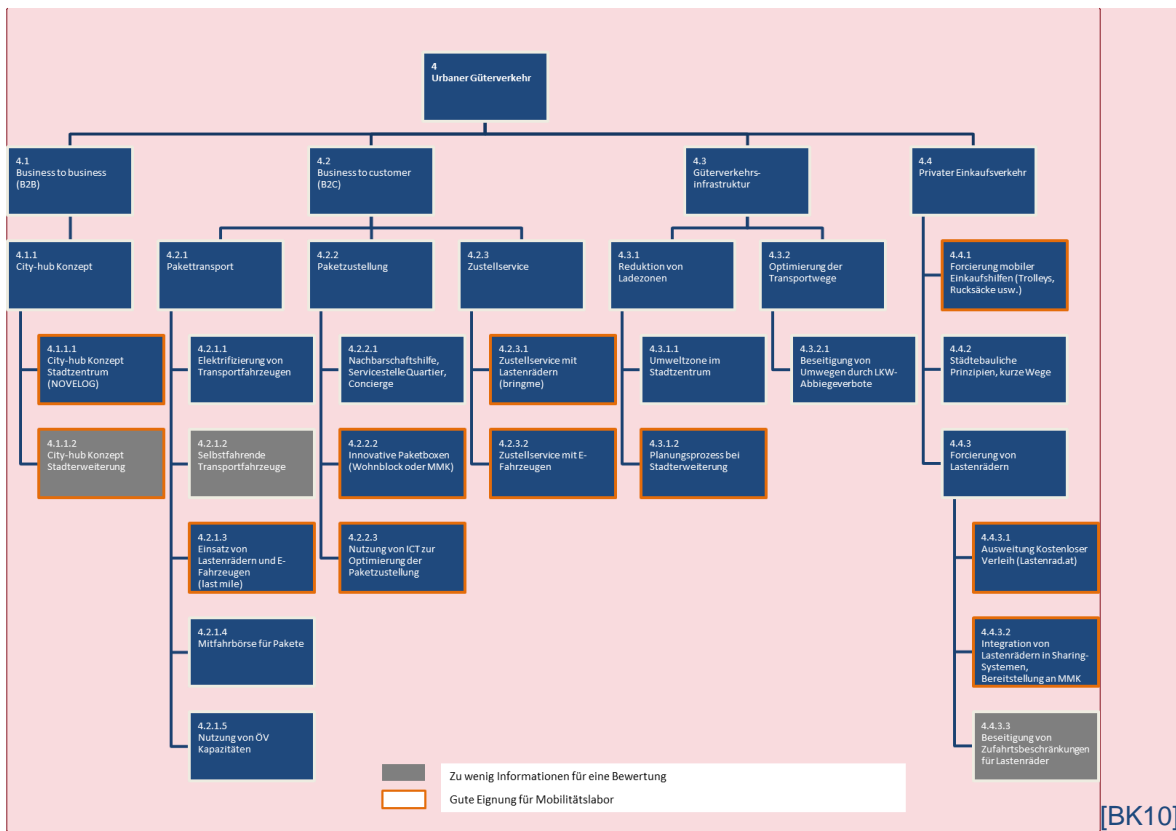 4
Urbaner Güterverkehr
4.1
Business to business
(B2B)
4.2
Business to customer
(B2C)
4.3
Güterverkehrs-
infrastruktur
4.4
Privater Einkaufsverkehr
4.1.1
City-hub Konzept
4.2.1
Pakettransport
4.2.2
Paketzustellung
4.2.3
Zustellservice
4.3.1
Reduktion von
Ladezonen
4.3.2
Optimierung der
Transportwege
4.4.1
Forcierung mobiler
Einkaufshilfen (Trolleys,
Rucksäcke usw.)
4.1.1.1
City-hub Konzept
Stadtzentrum
(NOVELOG)
4.2.1.1
Elektrifizierung von
Transportfahrzeugen
4.2.2.1
Nachbarschaftshilfe,
Servicestelle Quartier,
Concierge
4.2.3.1
Zustellservice mit
Lastenrädern
(bringme)
4.3.1.1
Umweltzone im
Stadtzentrum
4.3.2.1
Beseitigung von
Umwegen durch LKW-
Abbiegeverbote
4.4.2
Städtebauliche
Prinzipien, kurze Wege
4.1.1.2
City-hub Konzept
Stadterweiterung
4.2.1.2
Selbstfahrende
Transportfahrzeuge
4.2.2.2
Innovative Paketboxen
(Wohnblock oder MMK)
4.2.3.2
Zustellservice mit E-
Fahrzeugen
4.3.1.2
Planungsprozess bei
Stadterweiterung
4.4.3
Forcierung von
Lastenrädern
4.2.1.3
Einsatz von
Lastenrädern und E-
Fahrzeugen
(last mile)
4.2.2.3
Nutzung von ICT zur
Optimierung der
Paketzustellung
4.4.3.1
Ausweitung Kostenloser
Verleih (Lastenrad.at)
4.2.1.4
Mitfahrbörse für Pakete
4.4.3.2
Integration von
Lastenrädern in Sharing-
Systemen,
Bereitstellung an MMK
4.2.1.5
Nutzung von ÖV
Kapazitäten
4.4.3.3
Beseitigung von
Zufahrtsbeschränkungen
für Lastenräder
Zu wenig Informationen für eine Bewertung
Gute Eignung für Mobilitätslabor
[BK10]